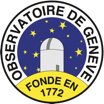 OBSERVATOIRE DE GENEVE
FONDE EN
1772